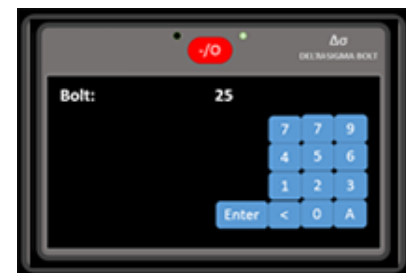 -/O
Δσ
DELTA SIGMA BOLT
Bolt: 25
7 7 9
4 5 6
1 2 3
Enter < 0 A